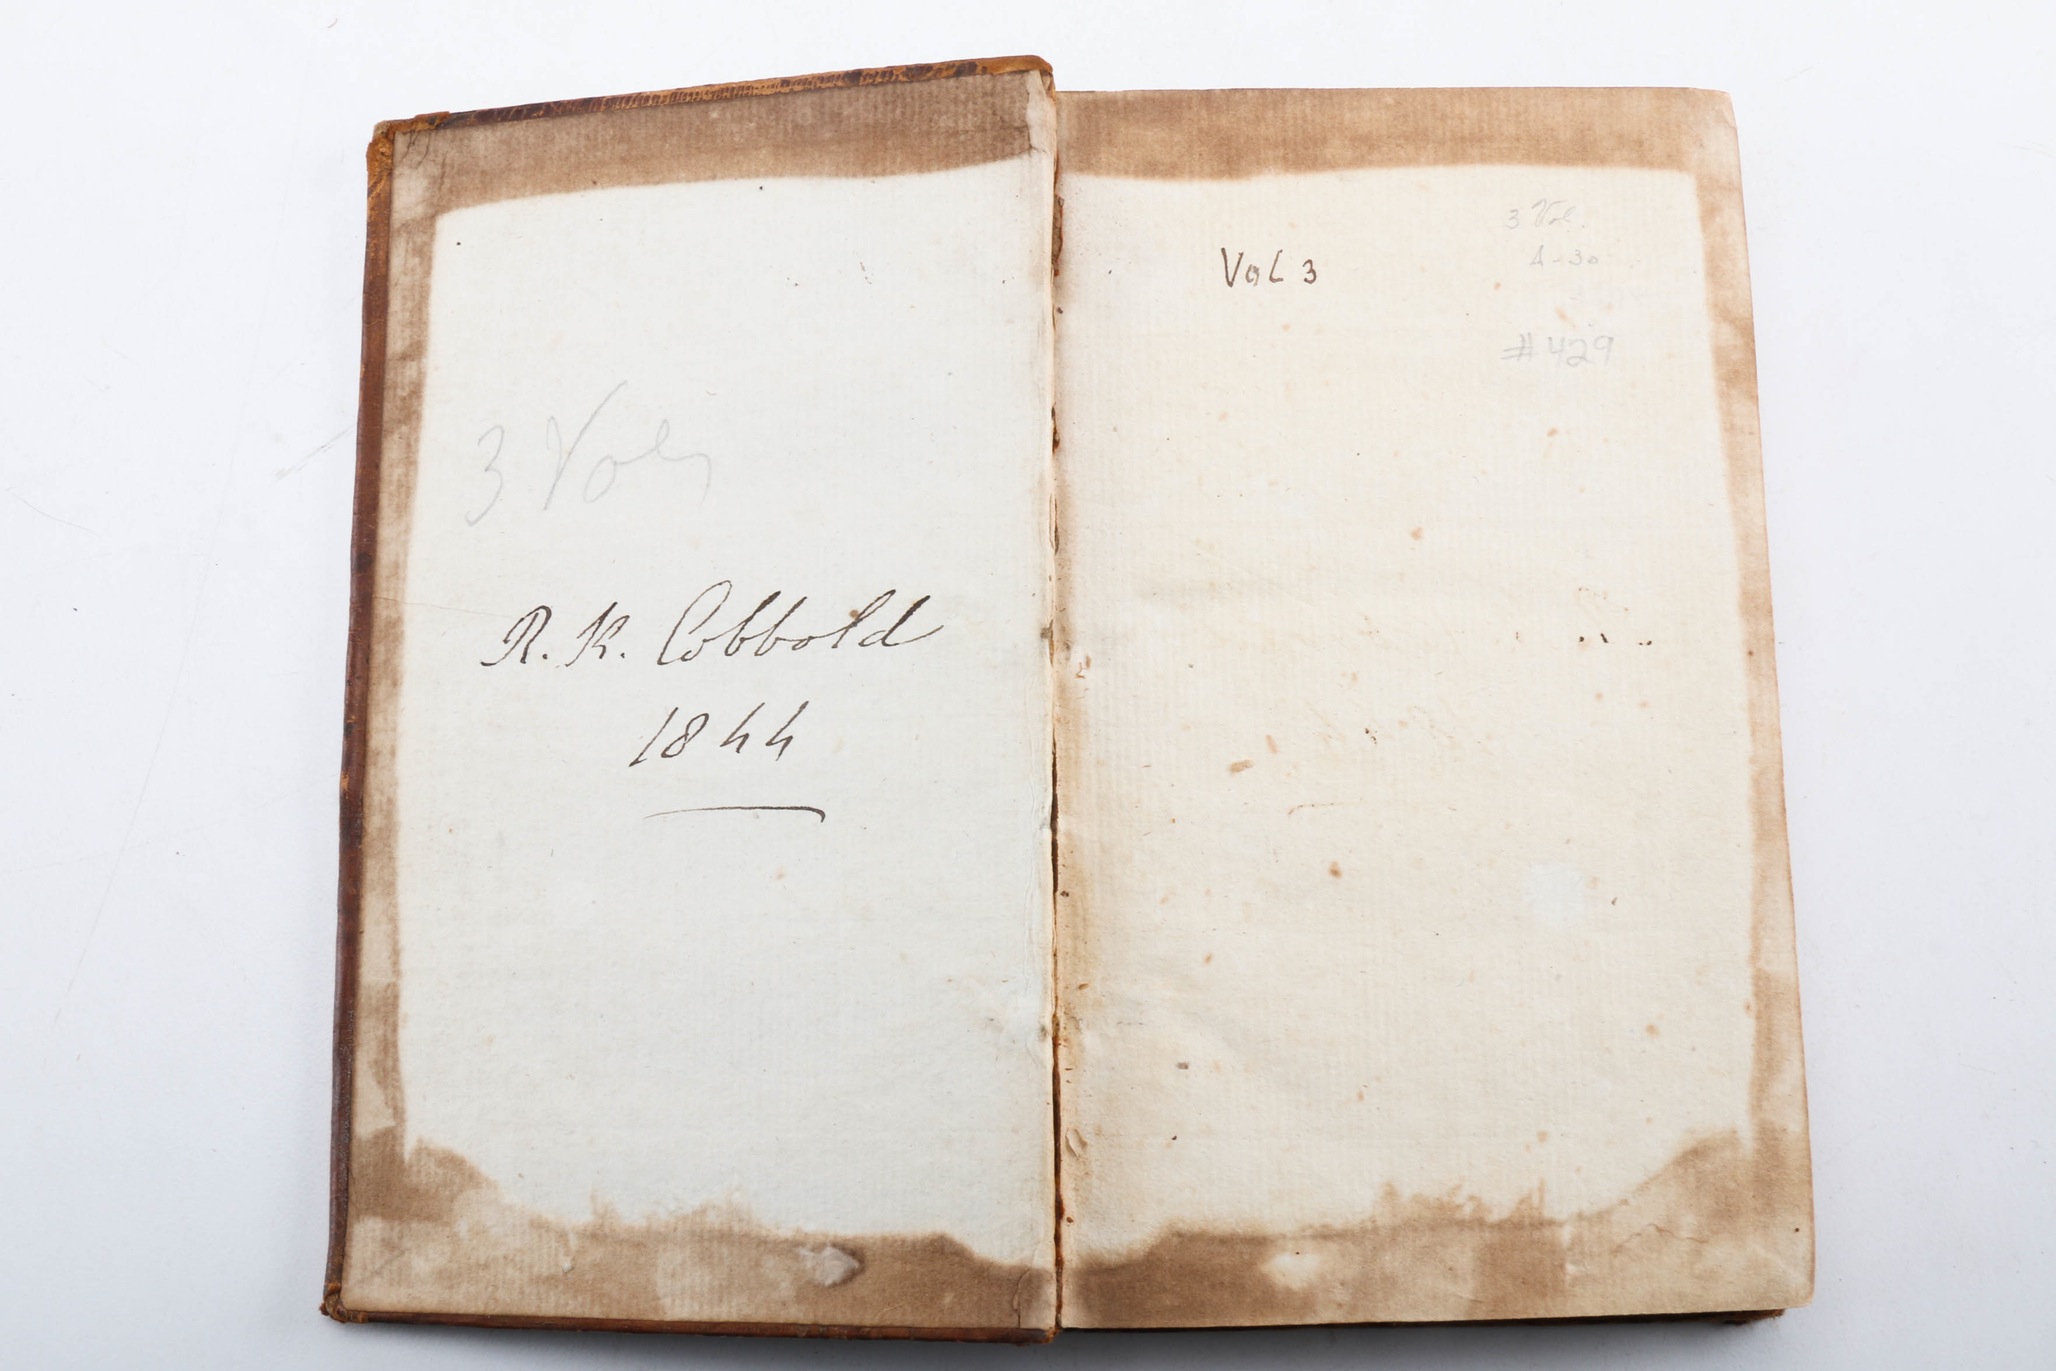 3 Vols
R. K. Cobbold
1844
Vol 3
3 Vol.
#429